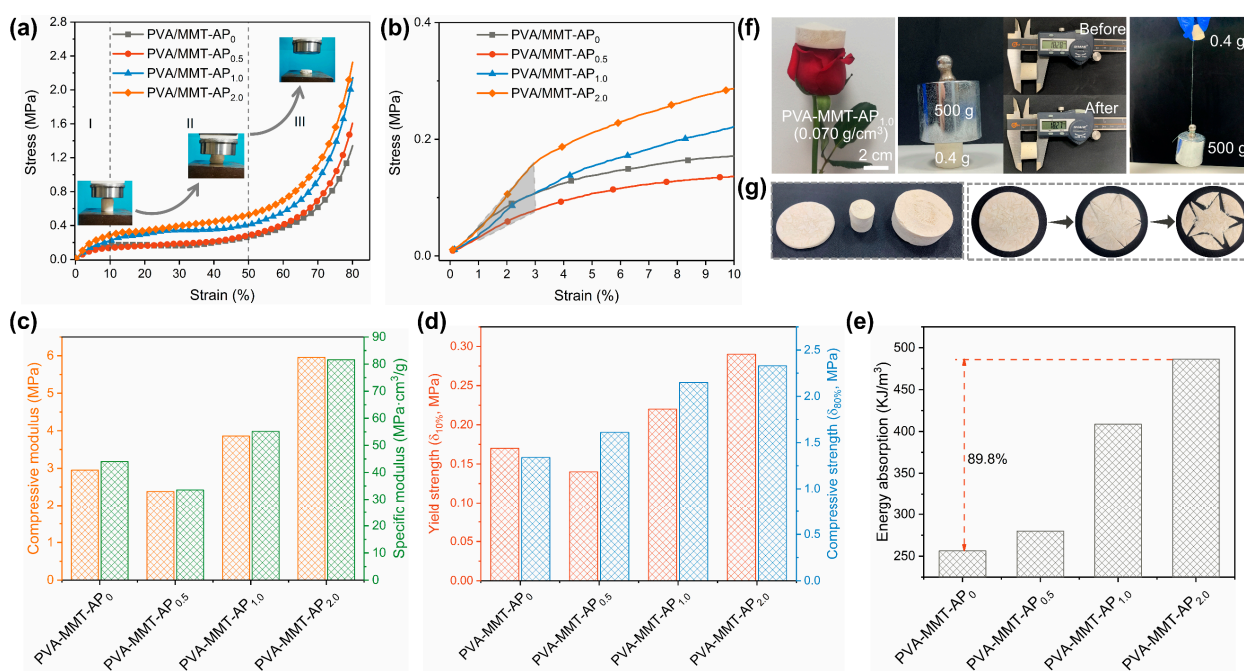 (a)
PVA/MMT-AP₀
PVA/MMT-AP₀.₅
PVA/MMT-AP₁.₀
PVA/MMT-AP₂.₀
I
II
III
2.8
2.4
2.0
1.6
1.2
0.8
0.4
0.0
0 10 20 30 40 50 60 70 80
Stress (MPa)
Strain (%)
(b)
PVA/MMT-AP₀
PVA/MMT-AP₀.₅
PVA/MMT-AP₁.₀
PVA/MMT-AP₂.₀
0.4
0.2
0.0
0 1 2 3 4 5 6 7 8 9 10
Stress (MPa)
Strain (%)
(f)
PVA-MMT-AP₁.₀
(0.070 g/cm³)
2 cm
500 g
0.4 g
Before
After
0.4 g
500 g
(g)
(c)
Compressive modulus (MPa)
6
5
4
3
2
1
0
90
80
70
60
50
40
30
20
10
0
Specific modulus (MPa·cm³/g)
PVA-MMT-AP₀
PVA-MMT-AP₀.₅
PVA-MMT-AP₁.₀
PVA-MMT-AP₂.₀
(d)
Yield strength (δ₁₀%, MPa)
0.30
0.25
0.20
0.15
0.10
0.05
0.00
2.5
2.0
1.5
1.0
0.5
0.0
Compressive strength (δ₈₀%, MPa)
PVA-MMT-AP₀
PVA-MMT-AP₀.₅
PVA-MMT-AP₁.₀
PVA-MMT-AP₂.₀
(e)
Energy absorption (KJ/m³)
500
450
400
350
300
250
89.8%
PVA-MMT-AP₀
PVA-MMT-AP₀.₅
PVA-MMT-AP₁.₀
PVA-MMT-AP₂.₀